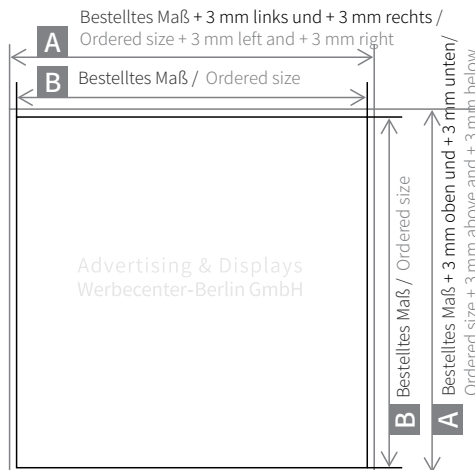 Bestelltes Maß + 3 mm links und + 3 mm rechts /
A Ordered size + 3 mm left and + 3 mm right
B Bestelltes Maß / Ordered size
Advertising & Displays
Werbecenter-Berlin GmbH
B Bestelltes Maß / Ordered size
A Bestelltes Maß + 3 mm oben und + 3 mm unten/
Ordered size + 3 mm above and + 3 mm below